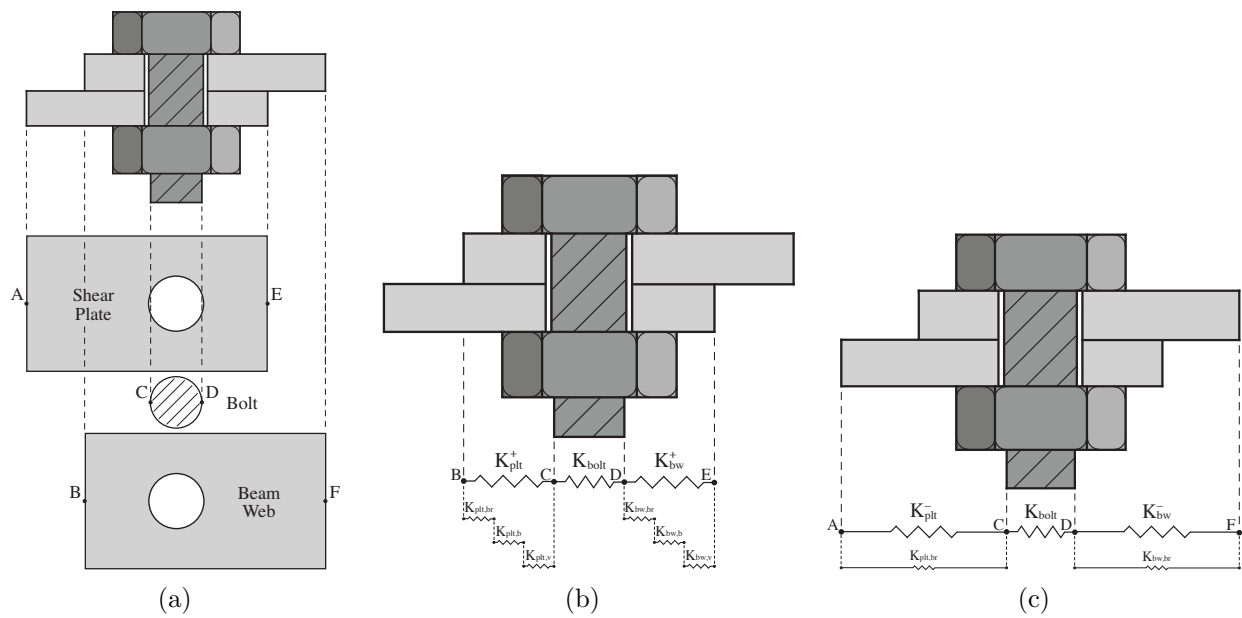 A
Shear
Plate
E
C
D
Bolt
B
Beam
Web
F
(a)
B
K⁺plt
C
Kbolt
D
K⁺bw
E
Kplt,br
Kplt,b
Kplt,v
Kbw,br
Kbw,b
Kbw,v
(b)
A
K⁻plt
C
Kbolt
D
K⁻bw
F
Kplt,br
Kbw,br
(c)